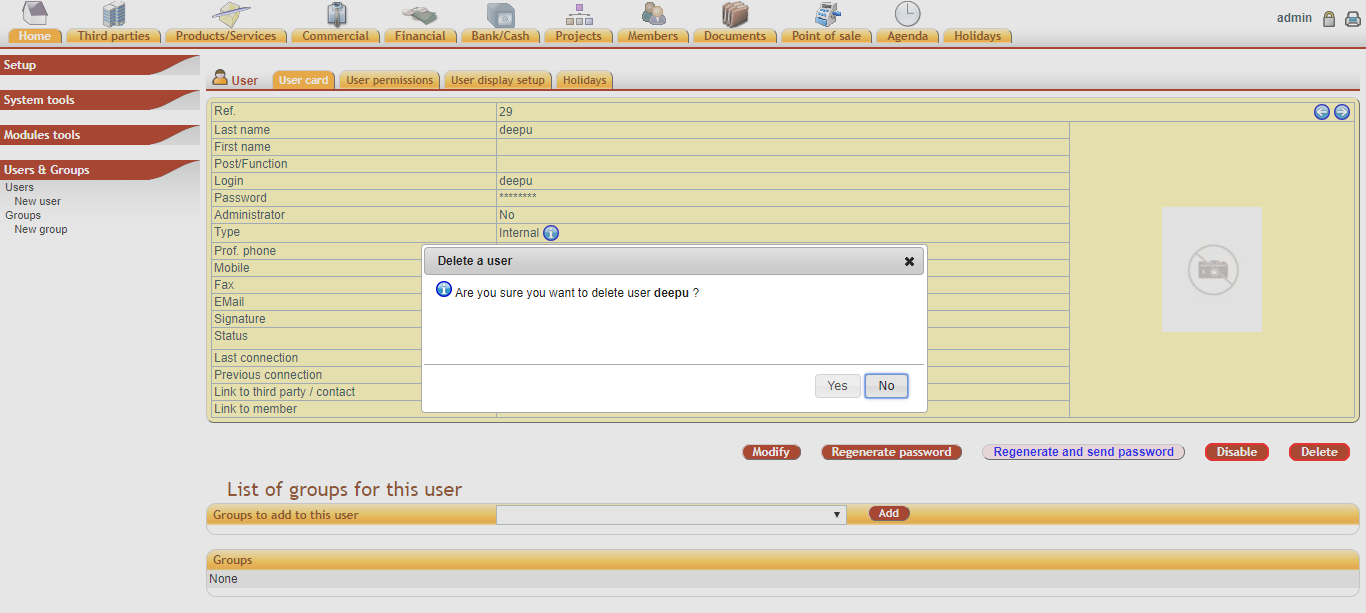 admin
Home Third parties Products/Services Commercial Financial Bank/Cash Projects Members Documents Point of sale Agenda Holidays
Setup
System tools
Modules tools
Users & Groups
Users
New user
Groups
New group
User User card User permissions User display setup Holidays
Ref. 29
Last name deepu
First name
Post/Function
Login deepu
Password ********
Administrator No
Type Internal
Prof. phone
Mobile
Fax
EMail
Signature
Status
Last connection
Previous connection
Link to third party / contact
Link to member
Delete a user
Are you sure you want to delete user deepu ?
Yes No
Modify Regenerate password Regenerate and send password Disable Delete
List of groups for this user
Groups to add to this user Add
Groups
None